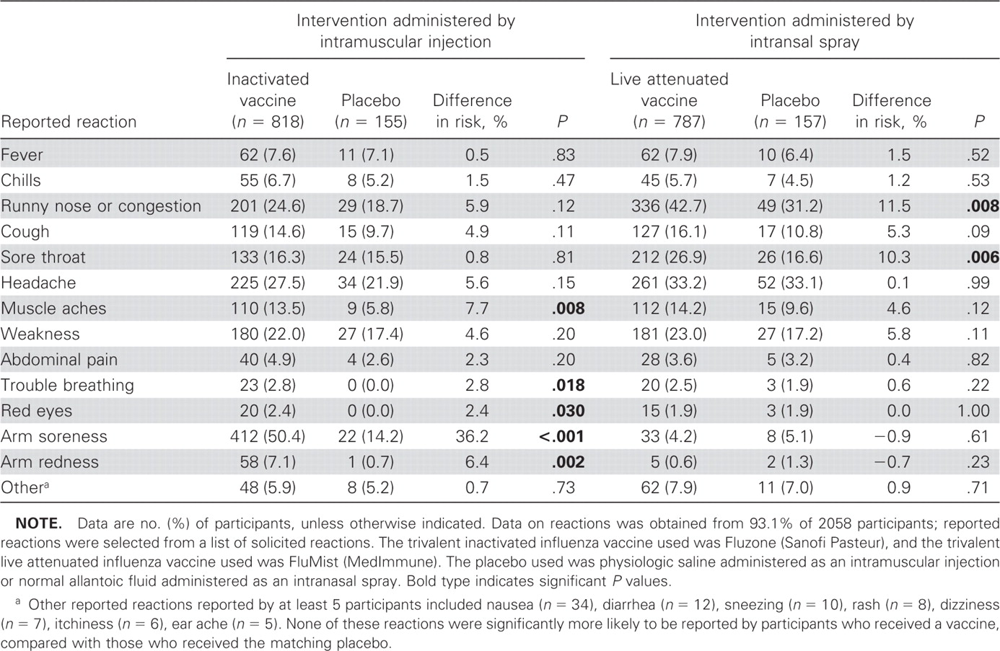 Intervention administered by intramuscular injection
Intervention administered by intransal spray
Reported reaction
Inactivated vaccine (n = 818)
Placebo (n = 155)
Difference in risk, %
P
Live attenuated vaccine (n = 787)
Placebo (n = 157)
Difference in risk, %
P
Fever 62 (7.6) 11 (7.1) 0.5 .83 62 (7.9) 10 (6.4) 1.5 .52
Chills 55 (6.7) 8 (5.2) 1.5 .47 45 (5.7) 7 (4.5) 1.2 .53
Runny nose or congestion 201 (24.6) 29 (18.7) 5.9 .12 336 (42.7) 49 (31.2) 11.5 .008
Cough 119 (14.6) 15 (9.7) 4.9 .11 127 (16.1) 17 (10.8) 5.3 .09
Sore throat 133 (16.3) 24 (15.5) 0.8 .81 212 (26.9) 26 (16.6) 10.3 .006
Headache 225 (27.5) 34 (21.9) 5.6 .15 261 (33.2) 52 (33.1) 0.1 .99
Muscle aches 110 (13.5) 9 (5.8) 7.7 .008 112 (14.2) 15 (9.6) 4.6 .12
Weakness 180 (22.0) 27 (17.4) 4.6 .20 181 (23.0) 27 (17.2) 5.8 .11
Abdominal pain 40 (4.9) 4 (2.6) 2.3 .20 28 (3.6) 5 (3.2) 0.4 .82
Trouble breathing 23 (2.8) 0 (0.0) 2.8 .018 20 (2.5) 3 (1.9) 0.6 .22
Red eyes 20 (2.4) 0 (0.0) 2.4 .030 15 (1.9) 3 (1.9) 0.0 1.00
Arm soreness 412 (50.4) 22 (14.2) 36.2 <.001 33 (4.2) 8 (5.1) −0.9 .61
Arm redness 58 (7.1) 1 (0.7) 6.4 .002 5 (0.6) 2 (1.3) −0.7 .23
Otherᵃ 48 (5.9) 8 (5.2) 0.7 .73 62 (7.9) 11 (7.0) 0.9 .71
NOTE. Data are no. (%) of participants, unless otherwise indicated. Data on reactions was obtained from 93.1% of 2058 participants; reported
reactions were selected from a list of solicited reactions. The trivalent inactivated influenza vaccine used was Fluzone (Sanofi Pasteur), and the trivalent
live attenuated influenza vaccine used was FluMist (MedImmune). The placebo used was physiologic saline administered as an intramuscular injection
or normal allantoic fluid administered as an intranasal spray. Bold type indicates significant P values.
ᵃ Other reported reactions reported by at least 5 participants included nausea (n = 34), diarrhea (n = 12), sneezing (n = 10), rash (n = 8), dizziness
(n = 7), itchiness (n = 6), ear ache (n = 5). None of these reactions were significantly more likely to be reported by participants who received a vaccine,
compared with those who received the matching placebo.